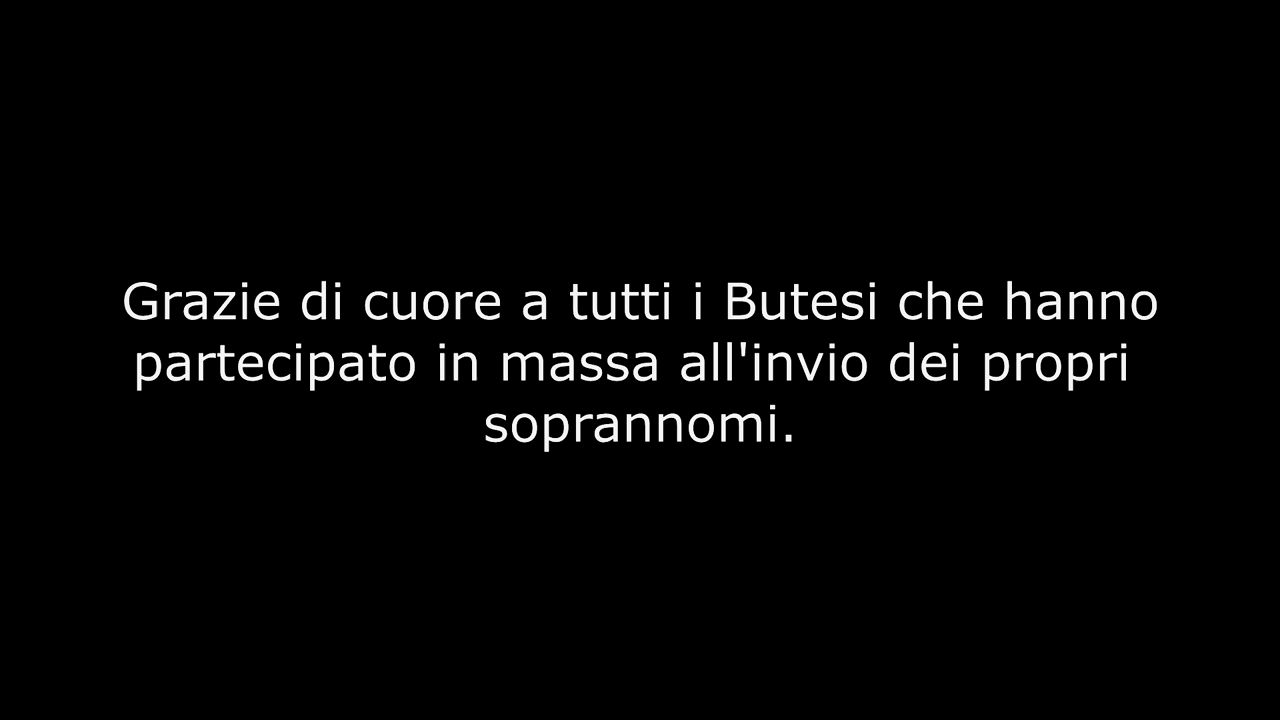 Grazie di cuore a tutti i Butesi che hanno
partecipato in massa all'invio dei propri
soprannomi.